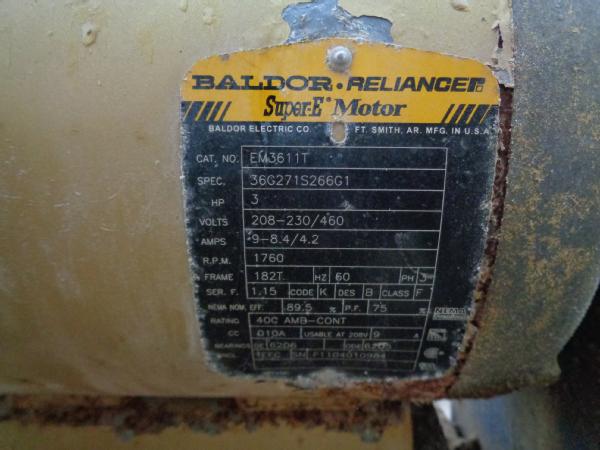 BALDOR • RELIANCE
Super-E Motor
BALDOR ELECTRIC CO. FT. SMITH, AR. MFG. IN U.S.A.
CAT. NO. EM3611T
SPEC. 36G271S266G1
HP 3
VOLTS 208-230/460
AMPS 9-8.4/4.2
R.P.M. 1760
FRAME 182T HZ 60 PH 3
SER. F. 1.15 CODE K DES B CLASS F
NEMA NOM. EFF. 89.5 % P.F. 75 % NEMA
RATING 40C AMB-CONT
CC 010A USABLE AT 208V 9 A
BEARINGS DE 6206 ODE 6205
SN F1104010984